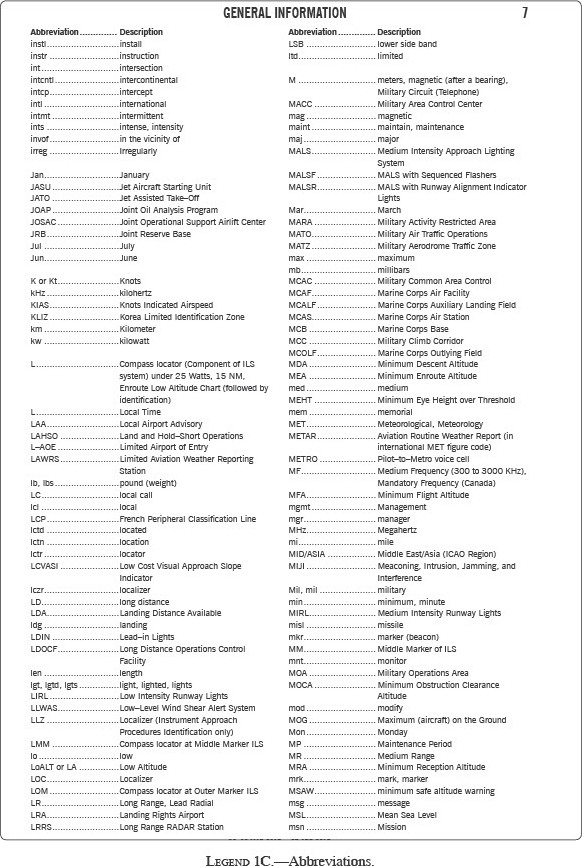 GENERAL INFORMATION 7
Abbreviation.............. Description
instl..........................install
instr .........................instruction
int............................intersection
intcntl.......................intercontinental
intcp.........................intercept
intl ..........................international
intmt ........................intermittent
ints ..........................intense, intensity
invof.........................in the vicinity of
irreg .........................Irregularly
Jan...........................January
JASU ........................Jet Aircraft Starting Unit
JATO ........................Jet Assisted Take–Off
JOAP ........................Joint Oil Analysis Program
JOSAC ......................Joint Operational Support Airlift Center
JRB..........................Joint Reserve Base
Jul ...........................July
Jun...........................June
K or Kt......................Knots
kHz ..........................kilohertz
KIAS.........................Knots Indicated Airspeed
KLIZ .........................Korea Limited Identification Zone
km ...........................Kilometer
kw ...........................kilowatt
L..............................Compass locator (Component of ILS
system) under 25 Watts, 15 NM,
Enroute Low Altitude Chart (followed by
identification)
L..............................Local Time
LAA..........................Local Airport Advisory
LAHSO .....................Land and Hold–Short Operations
L–AOE ......................Limited Airport of Entry
LAWRS......................Limited Aviation Weather Reporting
Station
lb, lbs.......................pound (weight)
LC............................local call
lcl ............................local
LCP..........................French Peripheral Classification Line
lctd ..........................located
lctn ..........................location
lctr ...........................locator
LCVASI .....................Low Cost Visual Approach Slope
Indicator
lczr...........................localizer
LD............................long distance
LDA..........................Landing Distance Available
ldg ...........................landing
LDIN ........................Lead–in Lights
LDOCF......................Long Distance Operations Control
Facility
len ...........................length
lgt, lgtd, lgts ..............light, lighted, lights
LIRL .........................Low Intensity Runway Lights
LLWAS......................Low–Level Wind Shear Alert System
LLZ ..........................Localizer (Instrument Approach
Procedures Identification only)
LMM ........................Compass locator at Middle Marker ILS
lo .............................low
LoALT or LA ..............Low Altitude
LOC..........................Localizer
LOM .........................Compass locator at Outer Marker ILS
LR............................Long Range, Lead Radial
LRA..........................Landing Rights Airport
LRRS........................Long Range RADAR Station
Abbreviation.............. Description
LSB ..........................lower side band
ltd............................limited
M .............................meters, magnetic (after a bearing),
Military Circuit (Telephone)
MACC .......................Military Area Control Center
mag .........................magnetic
maint .......................maintain, maintenance
maj ..........................major
MALS........................Medium Intensity Approach Lighting
System
MALSF......................MALS with Sequenced Flashers
MALSR......................MALS with Runway Alignment Indicator
Lights
Mar...........................March
MARA .......................Military Activity Restricted Area
MATO........................Military Air Traffic Operations
MATZ .......................Military Aerodrome Traffic Zone
max .........................maximum
mb............................millibars
MCAC .......................Military Common Area Control
MCAF........................Marine Corps Air Facility
MCALF ......................Marine Corps Auxiliary Landing Field
MCAS........................Marine Corps Air Station
MCB .........................Marine Corps Base
MCC .........................Military Climb Corridor
MCOLF ......................Marine Corps Outlying Field
MDA .........................Minimum Descent Altitude
MEA .........................Minimum Enroute Altitude
med .........................medium
MEHT .......................Minimum Eye Height over Threshold
mem ........................memorial
MET..........................Meteorological, Meteorology
METAR......................Aviation Routine Weather Report (in
international MET figure code)
METRO .....................Pilot–to–Metro voice cell
MF............................Medium Frequency (300 to 3000 KHz),
Mandatory Frequency (Canada)
MFA..........................Minimum Flight Altitude
mgmt .......................Management
mgr...........................manager
MHz..........................Megahertz
mi.............................mile
MID/ASIA .................Middle East/Asia (ICAO Region)
MIJI ..........................Meaconing, Intrusion, Jamming, and
Interference
Mil, mil .....................military
min ..........................minimum, minute
MIRL.........................Medium Intensity Runway Lights
misl .........................missile
mkr...........................marker (beacon)
MM...........................Middle Marker of ILS
mnt...........................monitor
MOA .........................Military Operations Area
MOCA .......................Minimum Obstruction Clearance
Altitude
mod .........................modify
MOG .........................Maximum (aircraft) on the Ground
Mon..........................Monday
MP ...........................Maintenance Period
MR ...........................Medium Range
MRA .........................Minimum Reception Altitude
mrk...........................mark, marker
MSAW.......................minimum safe altitude warning
msg ..........................message
MSL..........................Mean Sea Level
msn ..........................Mission
LEGEND 1C.—Abbreviations.